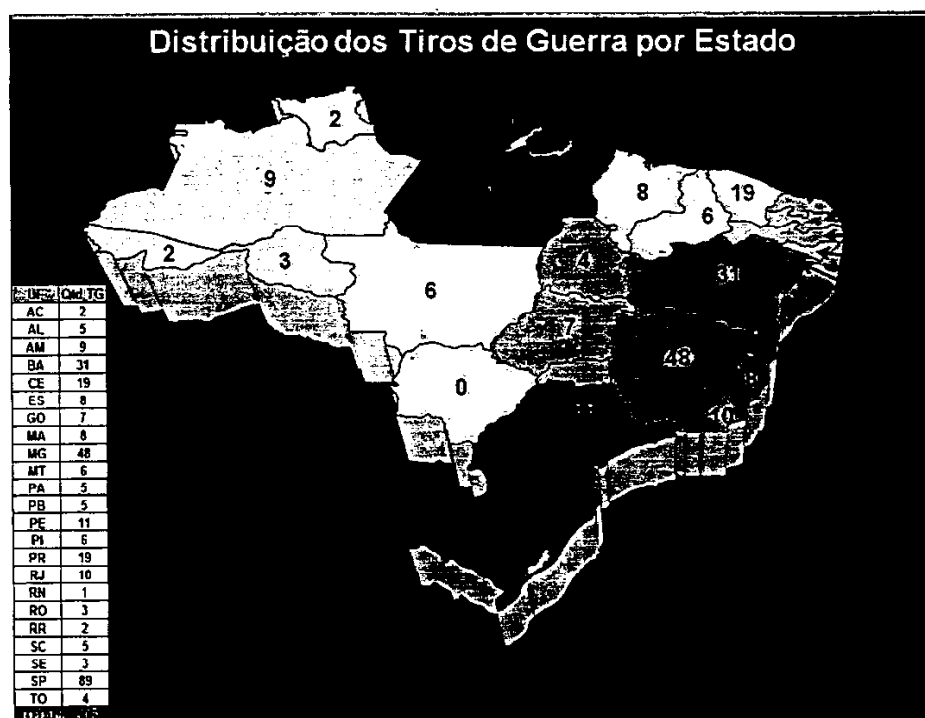 Distribuição dos Tiros de Guerra por Estado
2
9
8
19
6
2
3
4
31
6
7
48
0
10
UF Qtd TG
AC 2
AL 5
AM 9
BA 31
CE 19
ES 8
GO 7
MA 8
MG 48
MT 6
PA 5
PB 5
PE 11
PI 6
PR 19
RJ 10
RN 1
RO 3
RR 2
SC 5
SE 3
SP 89
TO 4